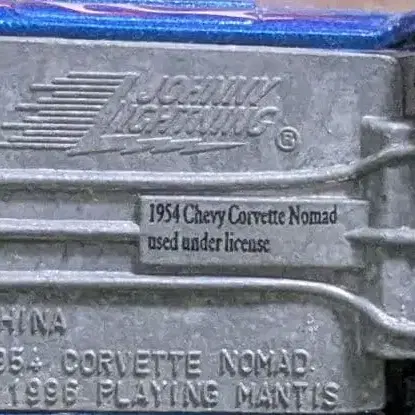 JOHNNY
LIGHTNING ®
1954 Chevy Corvette Nomad
used under license
HINA
954 CORVETTE NOMAD
1996 PLAYING MANTIS